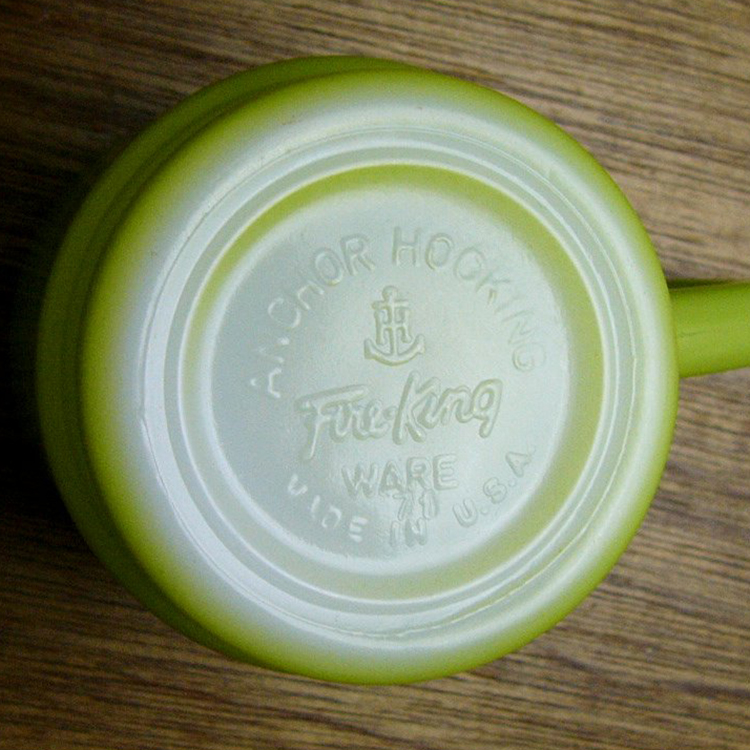 ANCHOR HOCKING
H
Fire-King
WARE
71
MADE IN U.S.A